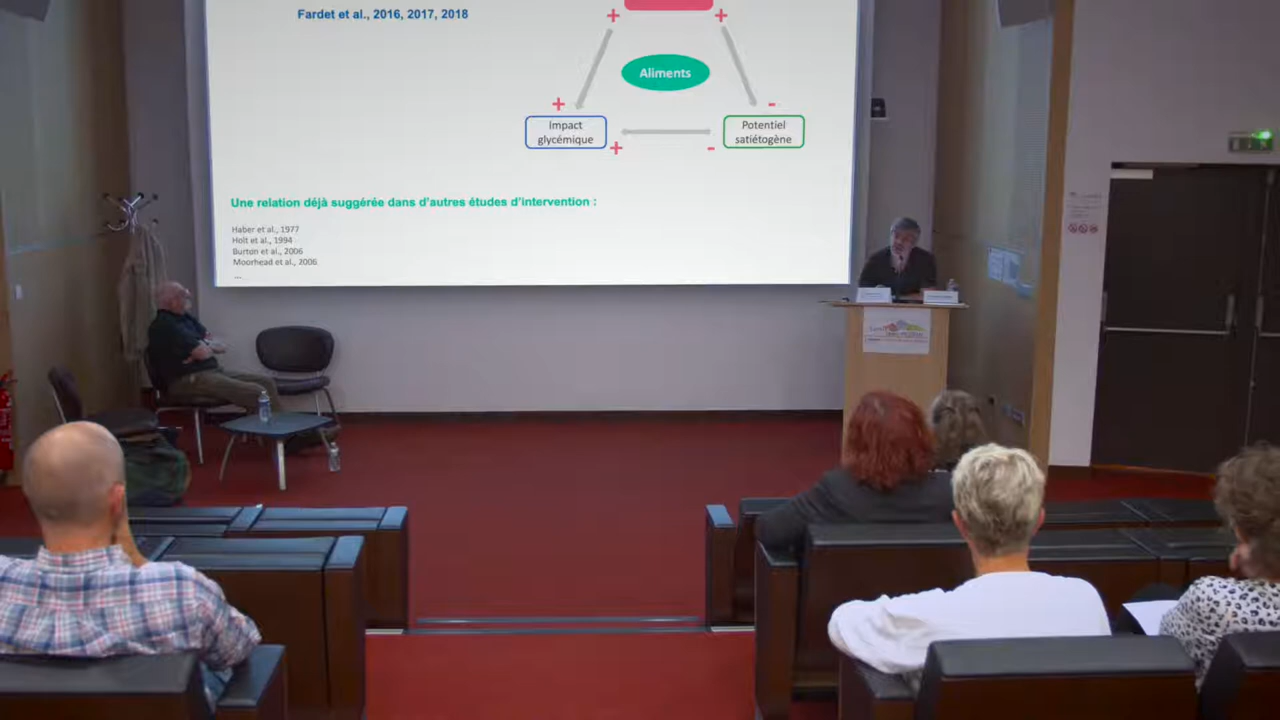 Fardet et al., 2016, 2017, 2018
+ +
Aliments
+ -
Impact
glycémique
Potentiel
satiétogène
+ -
Une relation déjà suggérée dans d'autres études d'intervention :
Haber et al., 1977
Holt et al., 1994
Burton et al., 2006
Moorhead et al., 2006
...